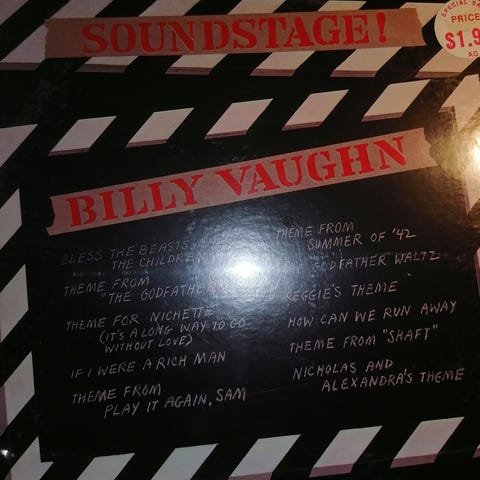 SOUNDSTAGE!
SPECIAL
PRICE
$1.9
BILLY VAUGHN
BLESS THE BEASTS
THE CHILDRE
THEME FROM
"THE GODFATHER
THEME FOR NICHETTE
(IT'S A LONG WAY TO GO
WITHOUT LOVE)
IF I WERE A RICH MAN
THEME FROM
PLAY IT AGAIN, SAM
THEME FROM
SUMMER OF '42
GODFATHER WALTZ
REGGIE'S THEME
HOW CAN WE RUN AWAY
THEME FROM "SHAFT"
NICHOLAS AND
ALEXANDRA'S THEME